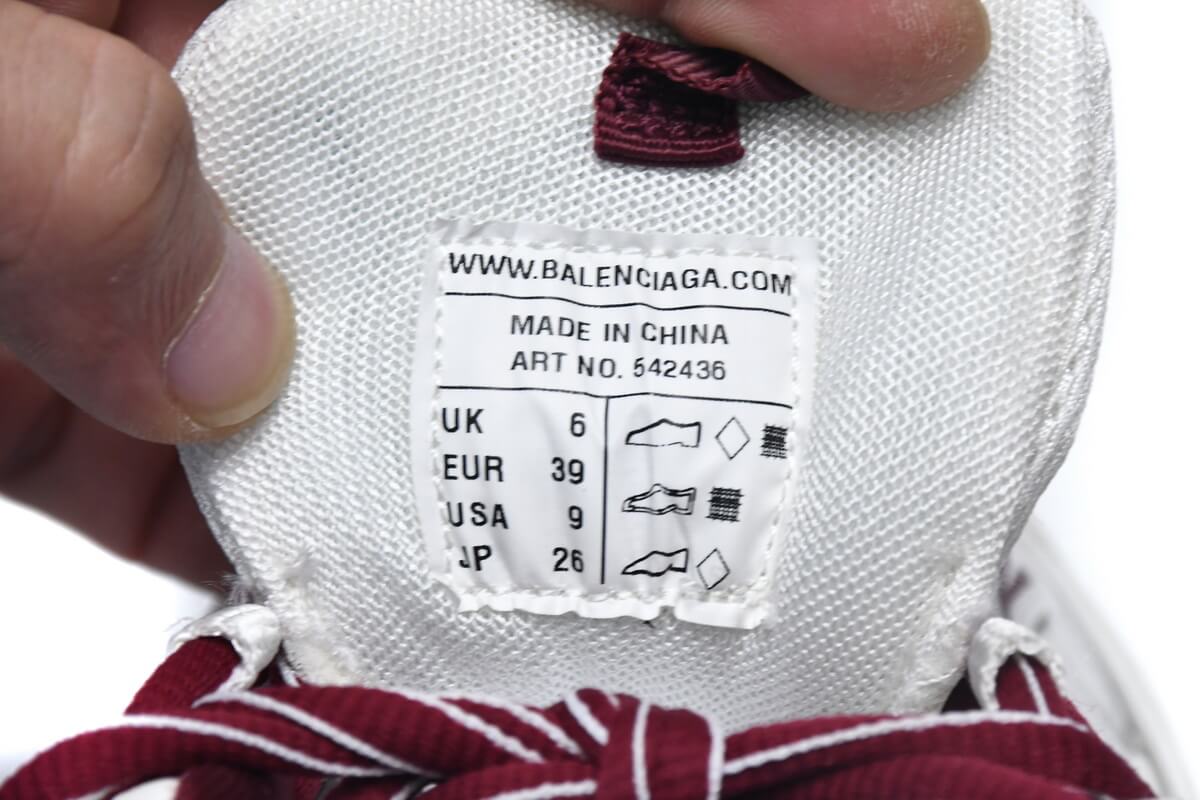 WWW.BALENCIAGA.COM
MADE IN CHINA
ART NO. 542436
UK 6
EUR 39
USA 9
JP 26